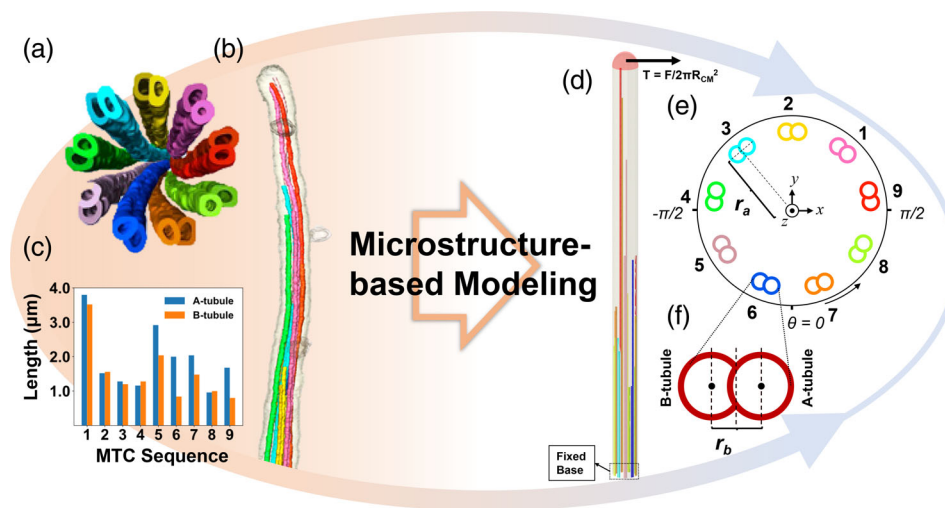 (a)
(b)
(c)
4.0
3.0
2.0
1.0
Length (μm)
A-tubule
B-tubule
1 2 3 4 5 6 7 8 9
MTC Sequence
Microstructure-
based Modeling
(d)
T = F/2πR_CM²
Fixed
Base
(e)
2
3
1
4
9
-π/2
π/2
r_a
y
x
z
5
8
6
7
θ = 0
(f)
B-tubule
A-tubule
r_b